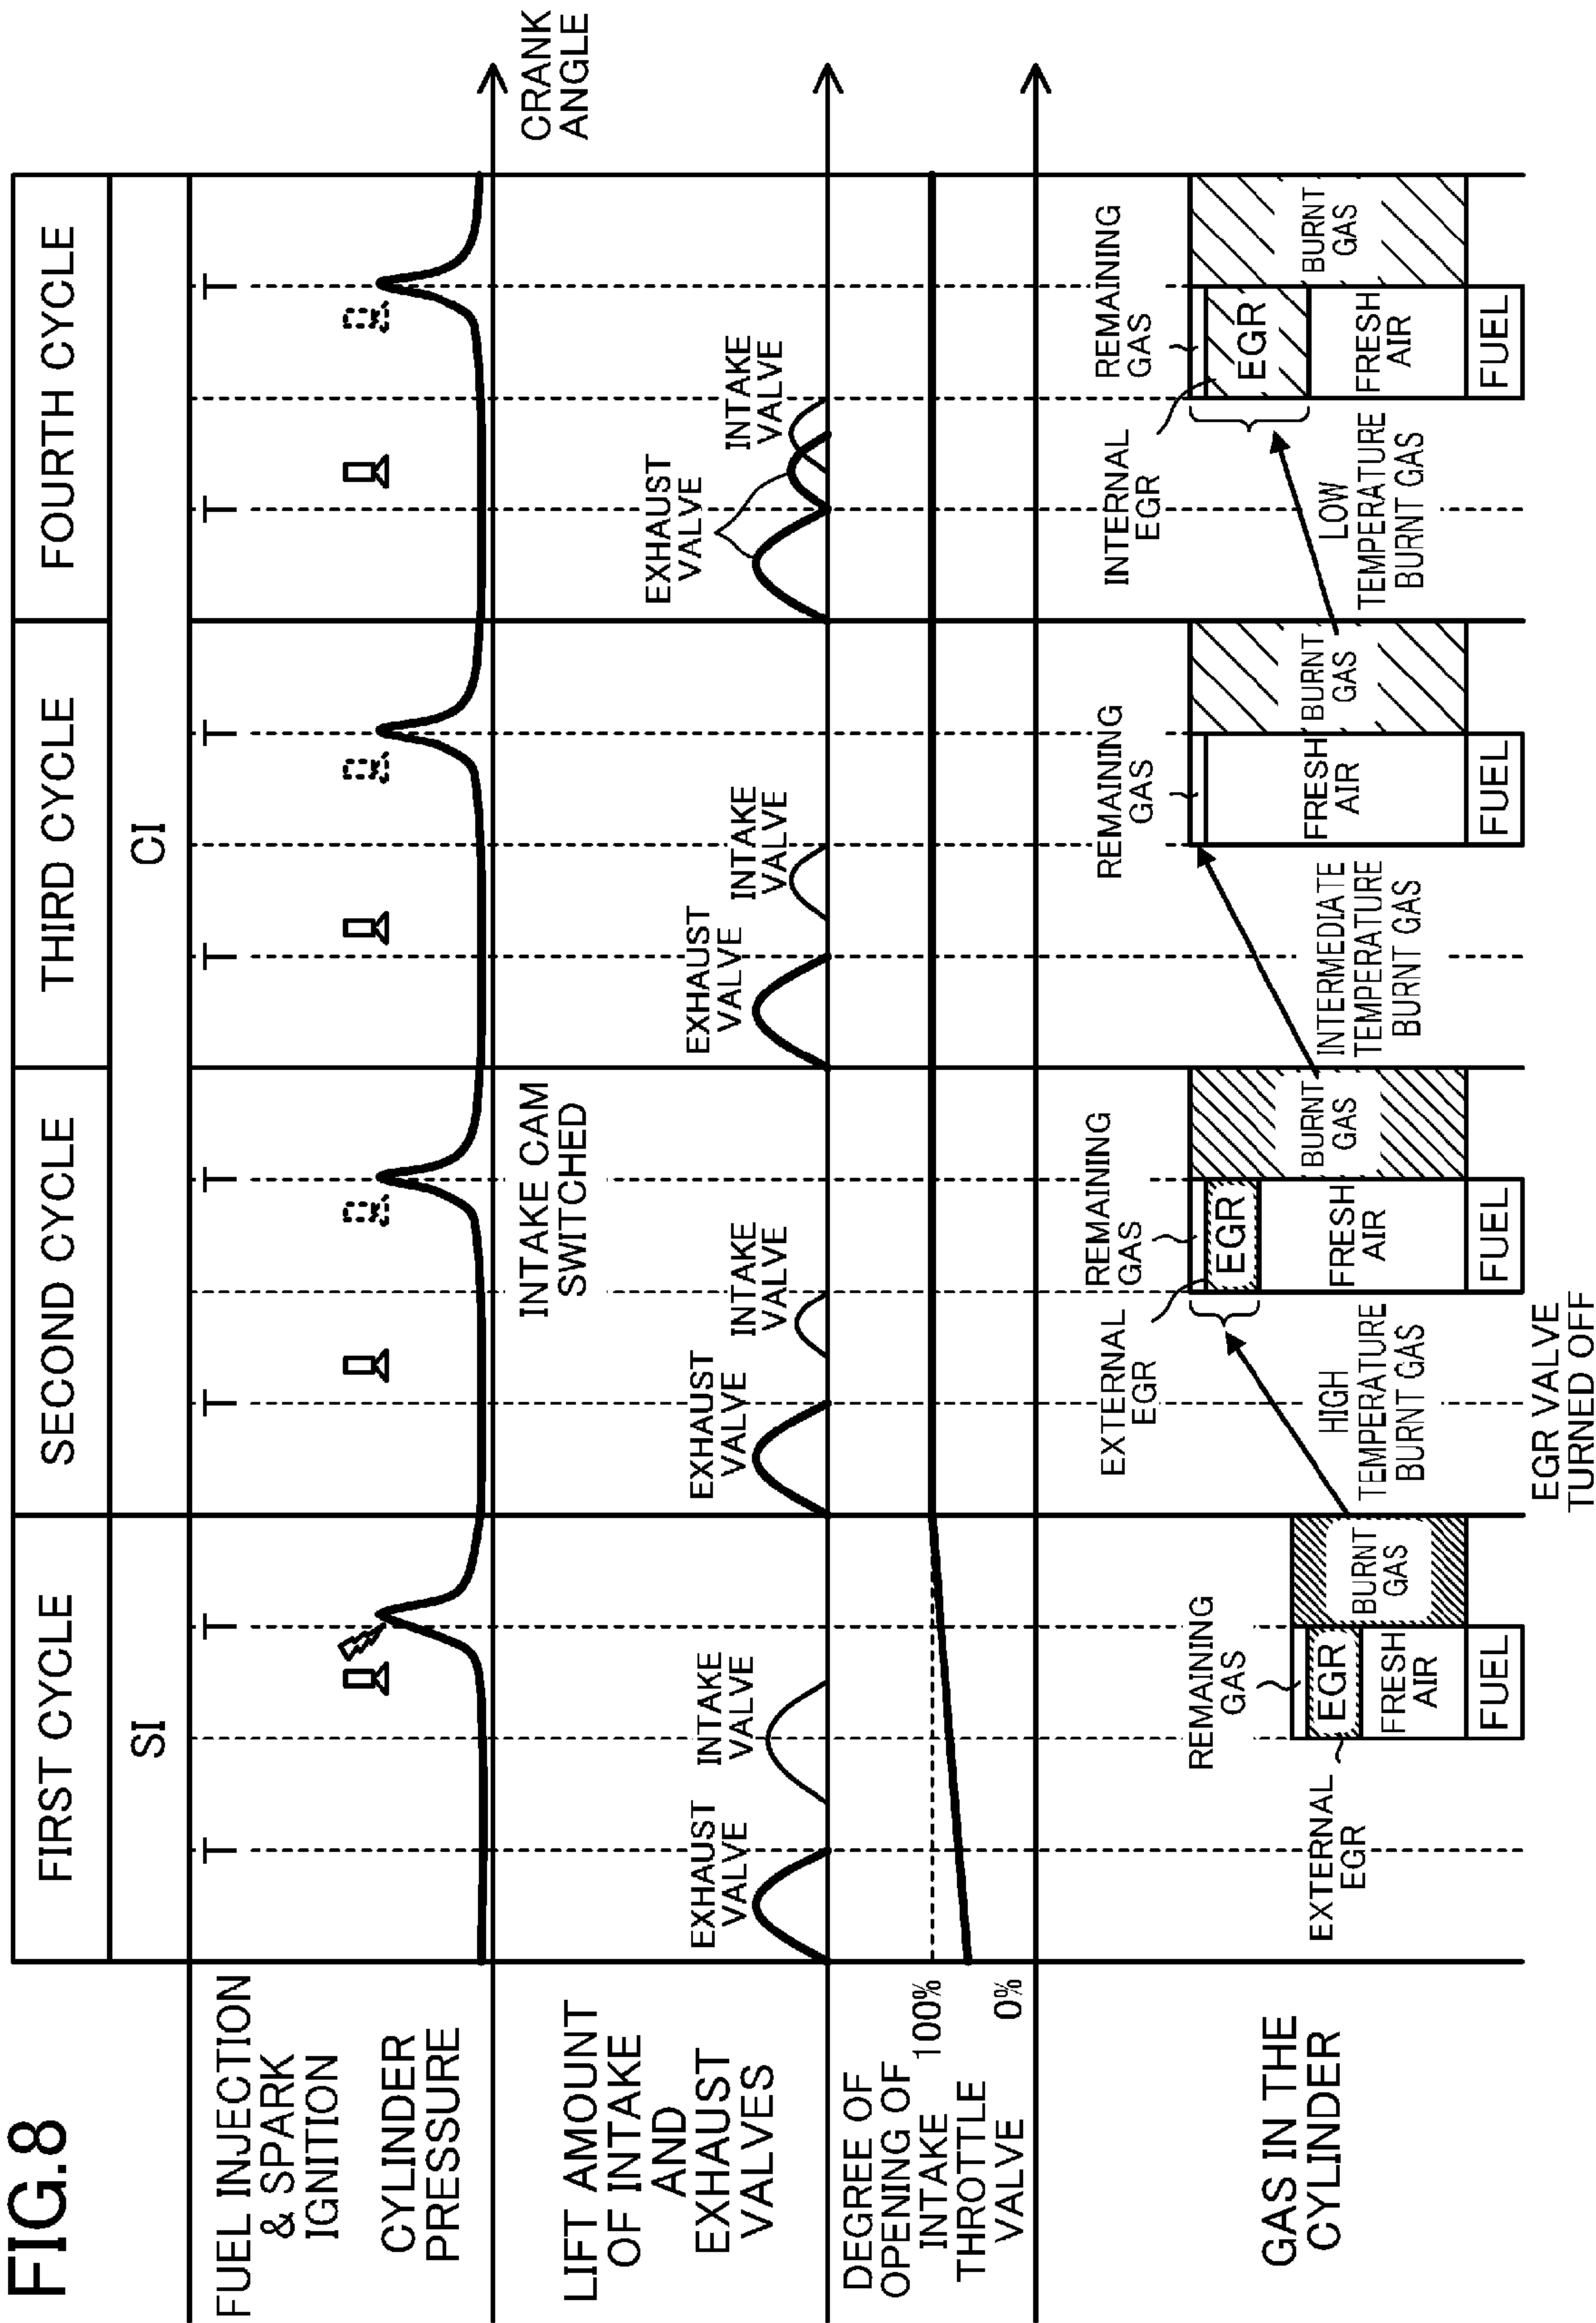 FIG.8
FIRST CYCLE
SECOND CYCLE
THIRD CYCLE
FOURTH CYCLE
SI
CI
FUEL INJECTION
& SPARK
IGNITION
T
T
T
T
T
T
T
T
CYLINDER
PRESSURE
CRANK
ANGLE
INTAKE CAM
SWITCHED
LIFT AMOUNT
OF INTAKE
AND
EXHAUST
VALVES
EXHAUST
VALVE
INTAKE
VALVE
EXHAUST
VALVE
INTAKE
VALVE
EXHAUST
VALVE
INTAKE
VALVE
EXHAUST
VALVE
INTAKE
VALVE
DEGREE OF
OPENING OF
INTAKE
THROTTLE
VALVE
100%
0%
GAS IN THE
CYLINDER
EXTERNAL
EGR
REMAINING
GAS
EGR
FRESH
AIR
FUEL
BURNT
GAS
HIGH
TEMPERATURE
BURNT GAS
EGR VALVE
TURNED OFF
EXTERNAL
EGR
REMAINING
GAS
EGR
FRESH
AIR
FUEL
BURNT
GAS
INTERMEDIATE
TEMPERATURE
BURNT GAS
REMAINING
GAS
FRESH
AIR
FUEL
BURNT
GAS
LOW
TEMPERATURE
BURNT GAS
INTERNAL
EGR
REMAINING
GAS
EGR
FRESH
AIR
FUEL
BURNT
GAS